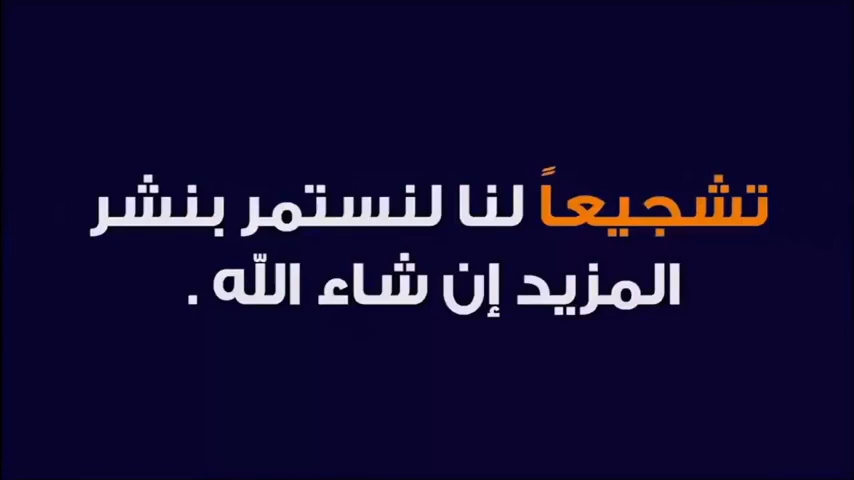 تشجيعاً لنا لنستمر بنشر
المزيد إن شاء الله .